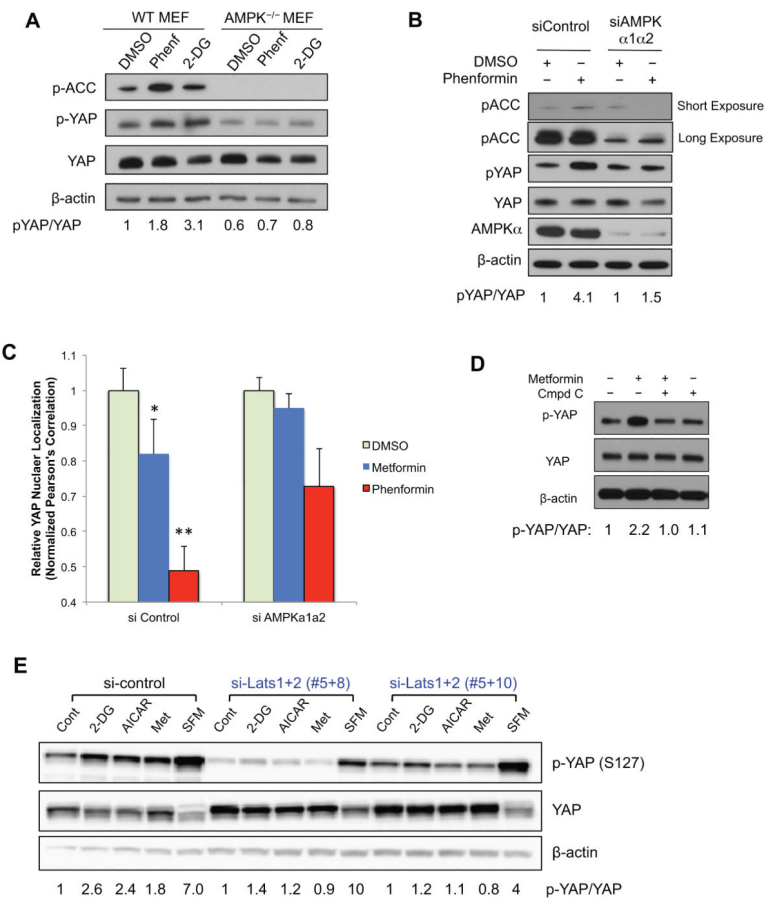 A
WT MEF AMPK−/− MEF
DMSO Phenf 2-DG DMSO Phenf 2-DG
p-ACC
p-YAP
YAP
β-actin
pYAP/YAP 1 1.8 3.1 0.6 0.7 0.8
B
siControl siAMPK
α1α2
DMSO + − + −
Phenformin − + − +
pACC Short Exposure
pACC Long Exposure
pYAP
YAP
AMPKα
β-actin
pYAP/YAP 1 4.1 1 1.5
C
Relative YAP Nuclaer Localization
(Normalized Pearson's Correlation)
1.1
1
0.9
0.8
0.7
0.6
0.5
0.4
*
**
DMSO
Metformin
Phenformin
si Control si AMPKa1a2
D
Metformin − + + −
Cmpd C − − + +
p-YAP
YAP
β-actin
p-YAP/YAP: 1 2.2 1.0 1.1
E
si-control si-Lats1+2 (#5+8) si-Lats1+2 (#5+10)
Cont 2-DG AICAR Met SFM Cont 2-DG AICAR Met SFM Cont 2-DG AICAR Met SFM
p-YAP (S127)
YAP
β-actin
1 2.6 2.4 1.8 7.0 1 1.4 1.2 0.9 10 1 1.2 1.1 0.8 4 p-YAP/YAP